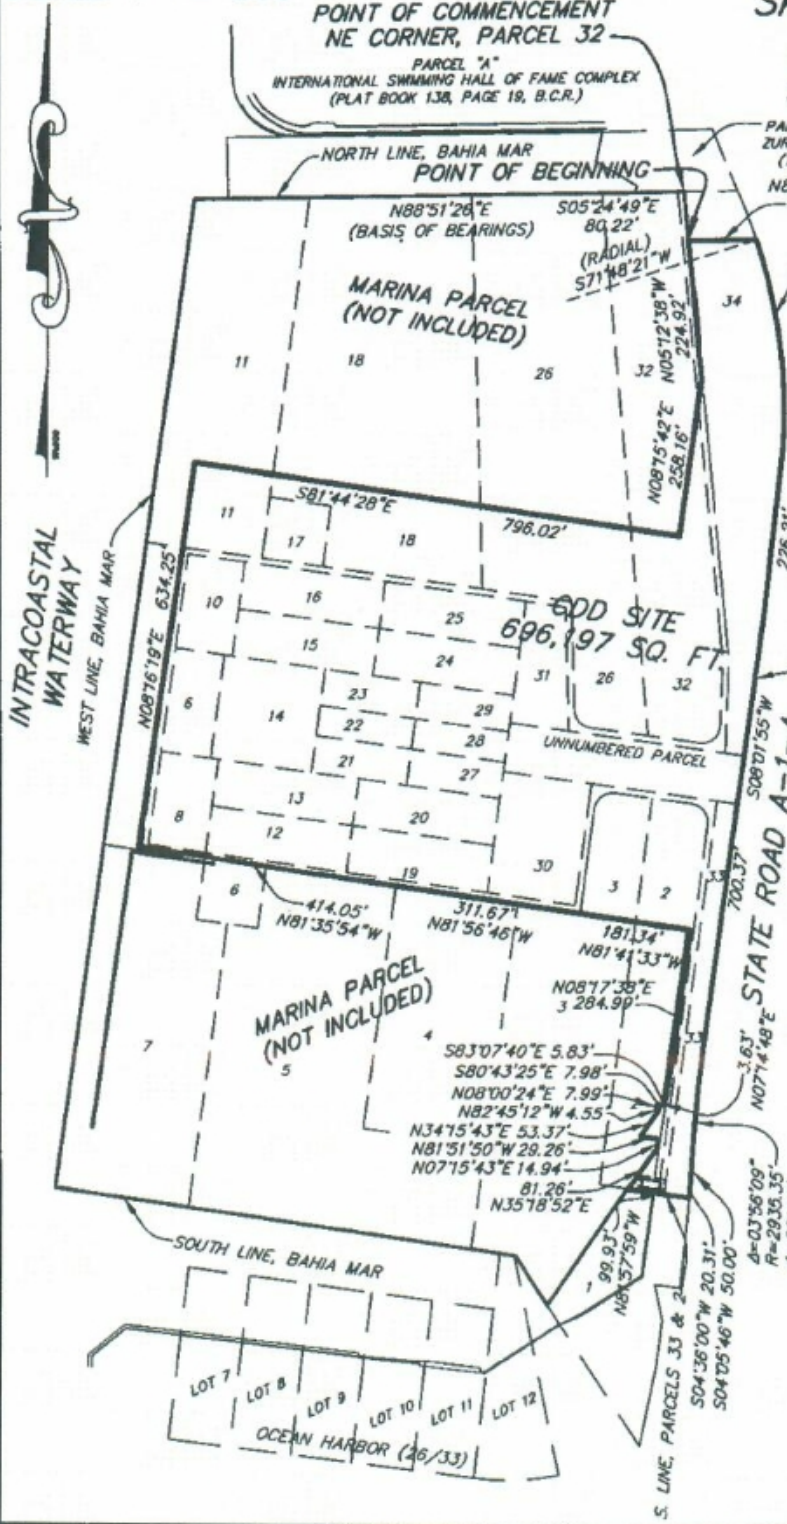 POINT OF COMMENCEMENT
NE CORNER, PARCEL 32
PARCEL "A"
INTERNATIONAL SWIMMING HALL OF FAME COMPLEX
(PLAT BOOK 138, PAGE 19, B.C.R.)
NORTH LINE, BAHIA MAR
POINT OF BEGINNING
N88°51'26"E
(BASIS OF BEARINGS)
S05°24'49"E
80.22'
(RADIAL)
S71°48'21"W
MARINA PARCEL
(NOT INCLUDED)
34
N05°12'38"W
224.92'
11
18
26
32
N08°15'42"E
258.16'
S81°44'28"E
796.02'
11
17
18
INTRACOASTAL
WATERWAY
WEST LINE, BAHIA MAR
N08°16'19"E 634.25'
10
16
25
CDD SITE
696,197 SQ. FT
15
24
31
26
32
6
14
23
29
22
28
UNNUMBERED PARCEL
21
27
S08°01'55"W
700.37'
STATE ROAD A-1-A
8
13
20
12
19
30
3
2
33
6
414.05'
N81°35'54"W
311.67'
N81°56'46"W
181.34'
N81°41'33"W
MARINA PARCEL
(NOT INCLUDED)
N08°17'38"E
3 284.99'
7
5
4
33
3.63'
N07°14'48"E
S83°07'40"E 5.83'
S80°43'25"E 7.98'
N08°00'24"E 7.99'
N82°45'12"W 4.55
N34°15'43"E 53.37'
N81°51'50"W 29.26'
N07°15'43"E 14.94'
81.26'
N35°18'52"E
Δ=03°56'09"
R=2935.35'
99.93'
1
SOUTH LINE, BAHIA MAR
S. LINE, PARCELS 33 & 2
S04°36'00"W 20.31'
S04°05'46"W 50.00'
LOT 7
LOT 8
LOT 9
LOT 10
LOT 11
LOT 12
OCEAN HARBOR (26/33)